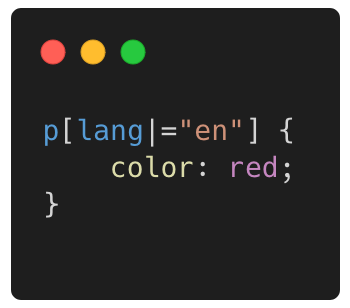 p[lang|="en"] {
    color: red;
}